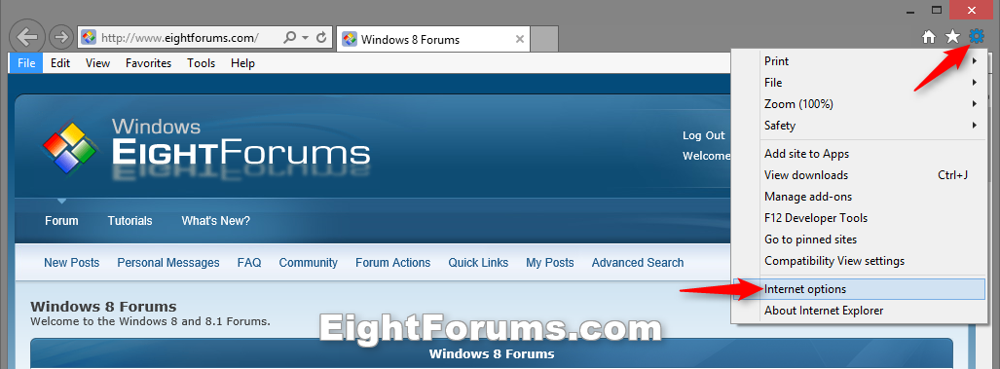 http://www.eightforums.com/
Windows 8 Forums
File Edit View Favorites Tools Help
Print
File
Zoom (100%)
Safety
Add site to Apps
View downloads Ctrl+J
Manage add-ons
F12 Developer Tools
Go to pinned sites
Compatibility View settings
Internet options
About Internet Explorer
Windows
EIGHTFORUMS
Log Out
Welcome
Forum Tutorials What's New?
New Posts Personal Messages FAQ Community Forum Actions Quick Links My Posts Advanced Search
Windows 8 Forums
Welcome to the Windows 8 and 8.1 Forums.
EightForums.com
Windows 8 Forums